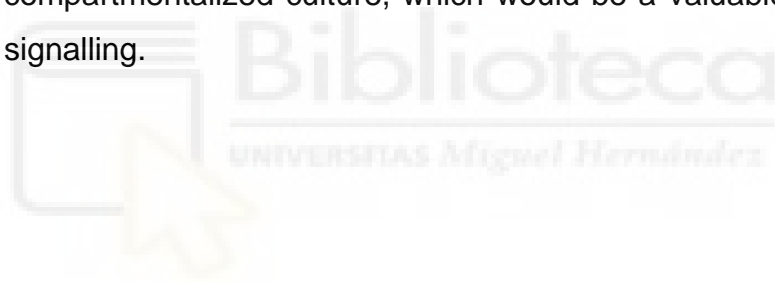 compartmentalized culture, which would be a valuable
signalling.
Biblioteca
UNIVERSITAS Miguel Hernández